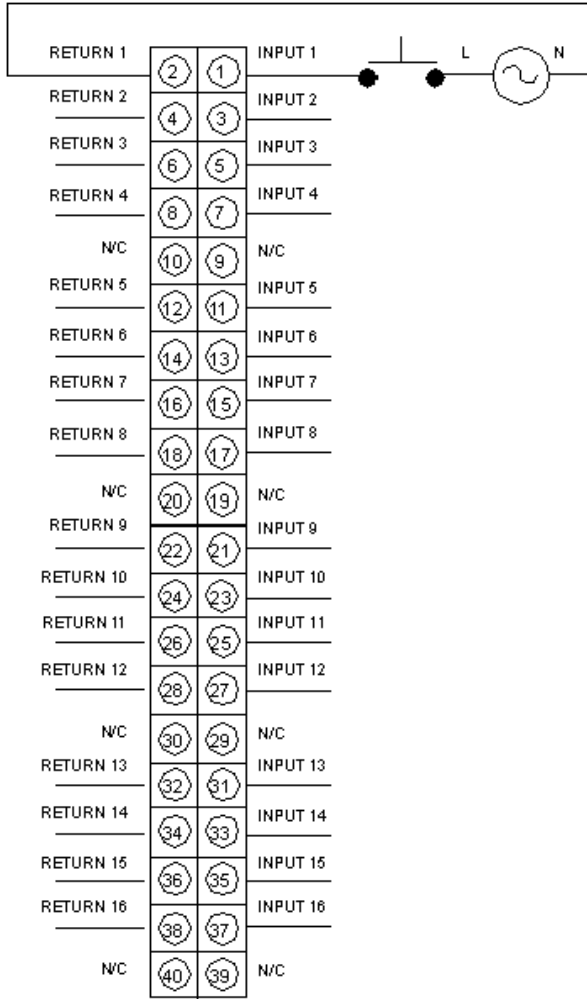 RETURN 1 2 1 INPUT 1 L N
RETURN 2 4 3 INPUT 2
RETURN 3 6 5 INPUT 3
RETURN 4 8 7 INPUT 4
N/C 10 9 N/C
RETURN 5 12 11 INPUT 5
RETURN 6 14 13 INPUT 6
RETURN 7 16 15 INPUT 7
RETURN 8 18 17 INPUT 8
N/C 20 19 N/C
RETURN 9 22 21 INPUT 9
RETURN 10 24 23 INPUT 10
RETURN 11 26 25 INPUT 11
RETURN 12 28 27 INPUT 12
N/C 30 29 N/C
RETURN 13 32 31 INPUT 13
RETURN 14 34 33 INPUT 14
RETURN 15 36 35 INPUT 15
RETURN 16 38 37 INPUT 16
N/C 40 39 N/C